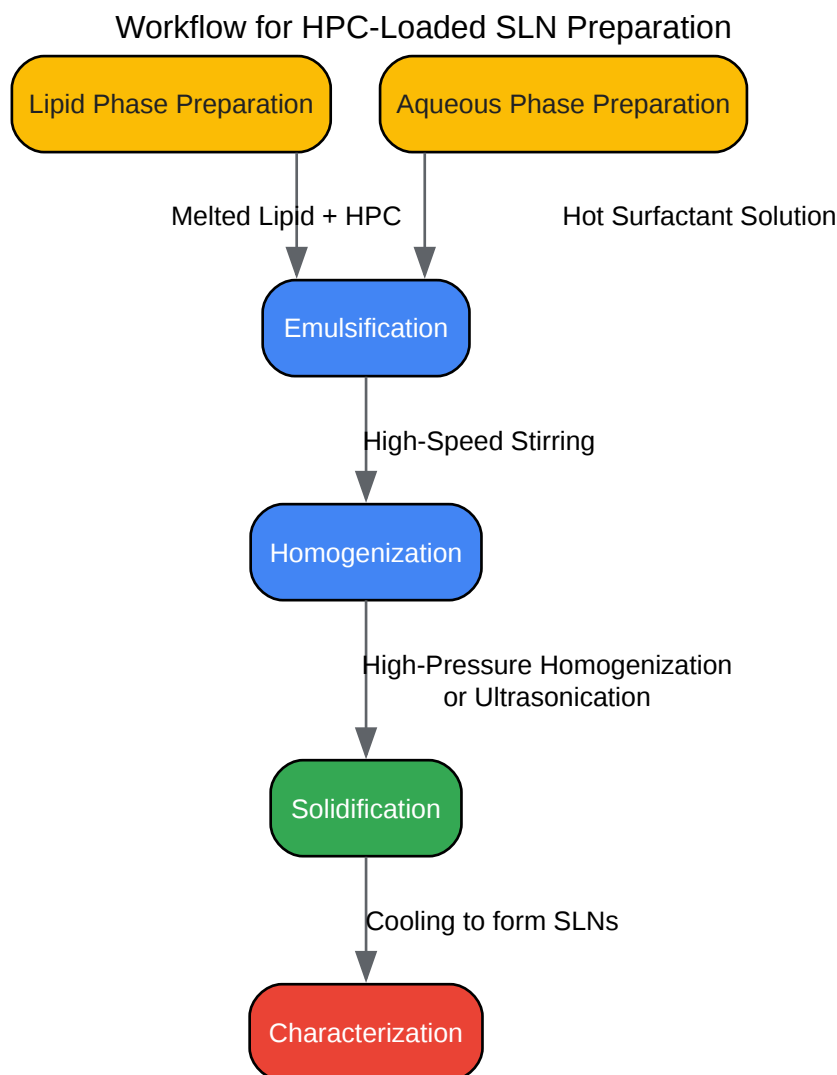 Workflow for HPC-Loaded SLN Preparation
Lipid Phase Preparation
Aqueous Phase Preparation
Melted Lipid + HPC
Hot Surfactant Solution
Emulsification
High-Speed Stirring
Homogenization
High-Pressure Homogenization
or Ultrasonication
Solidification
Cooling to form SLNs
Characterization